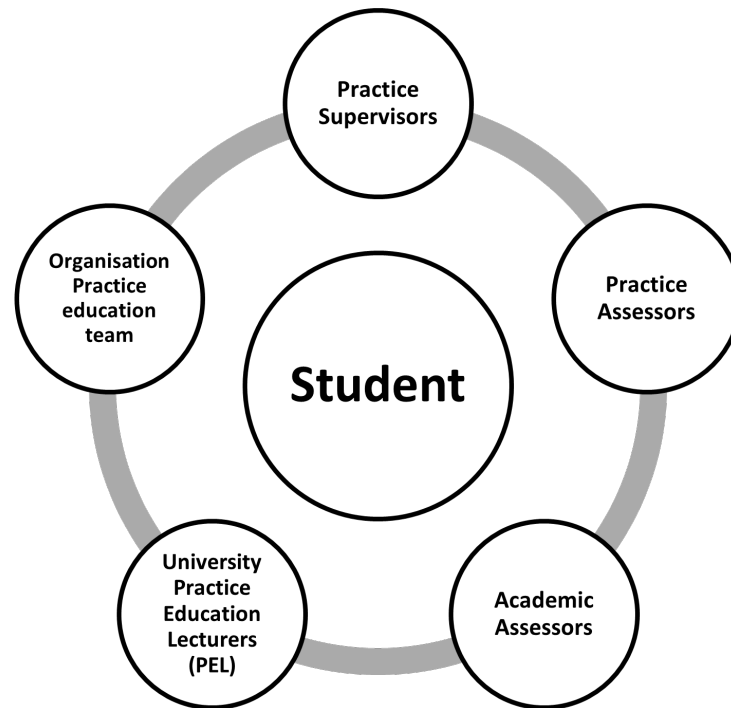 Practice
Supervisors
Organisation
Practice
education
team
Practice
Assessors
Student
University
Practice
Education
Lecturers
(PEL)
Academic
Assessors